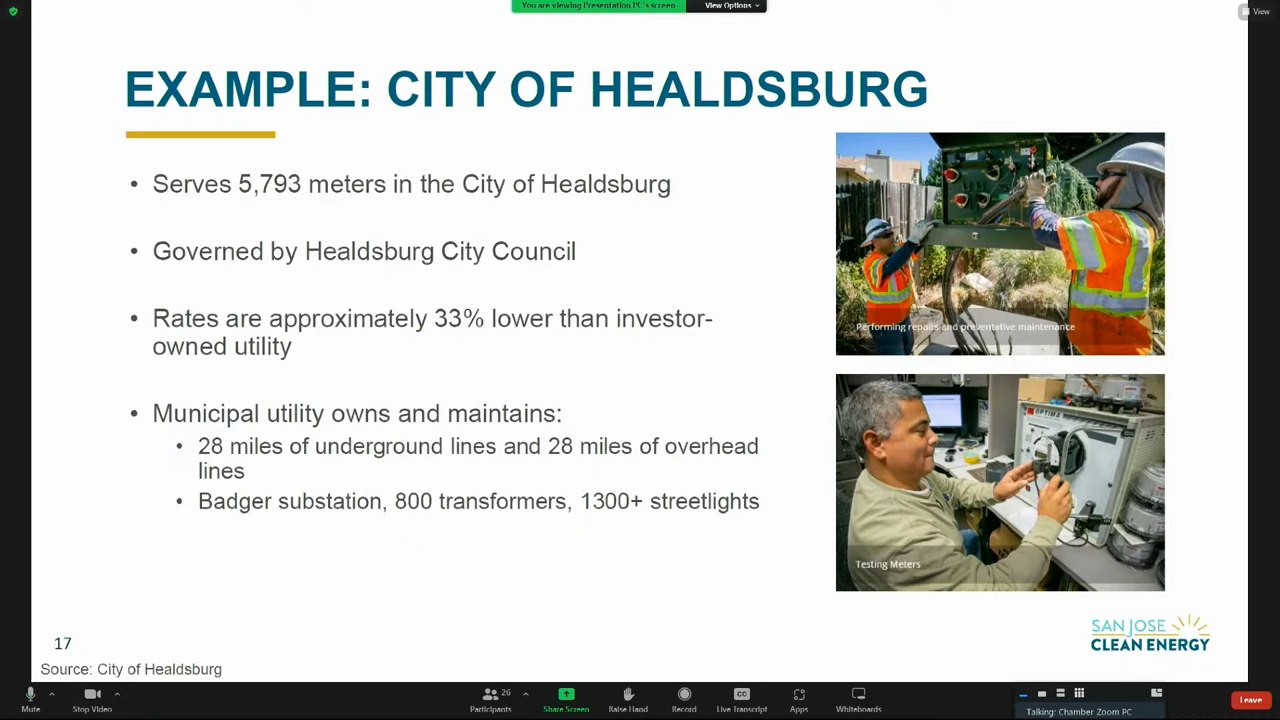 You are viewing Presentation PC's screen
View Options
View
EXAMPLE: CITY OF HEALDSBURG
• Serves 5,793 meters in the City of Healdsburg
• Governed by Healdsburg City Council
• Rates are approximately 33% lower than investor-
owned utility
• Municipal utility owns and maintains:
• 28 miles of underground lines and 28 miles of overhead
lines
• Badger substation, 800 transformers, 1300+ streetlights
Performing repairs and preventative maintenance
OPTIMA
Testing Meters
SAN JOSE
CLEAN ENERGY
17
Source: City of Healdsburg
Mute
Stop Video
26
Participants
Share Screen
Raise Hand
Record
CC
Live Transcript
Apps
Whiteboards
Talking: Chamber Zoom PC
Leave